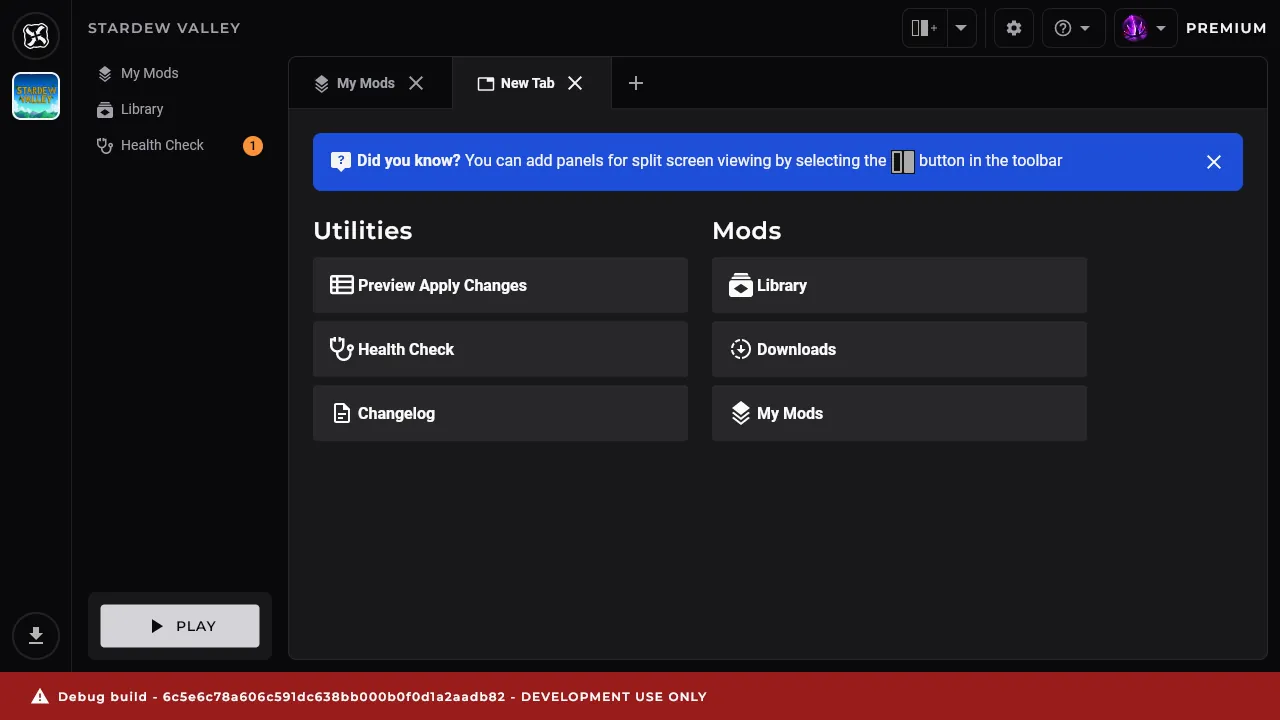 STARDEW VALLEY
PREMIUM
STARDEW VALLEY
My Mods
Library
Health Check 1
My Mods
New Tab
Did you know? You can add panels for split screen viewing by selecting the button in the toolbar
Utilities
Preview Apply Changes
Health Check
Changelog
Mods
Library
Downloads
My Mods
PLAY
Debug build - 6c5e6c78a606c591dc638bb000b0f0d1a2aadb82 - DEVELOPMENT USE ONLY